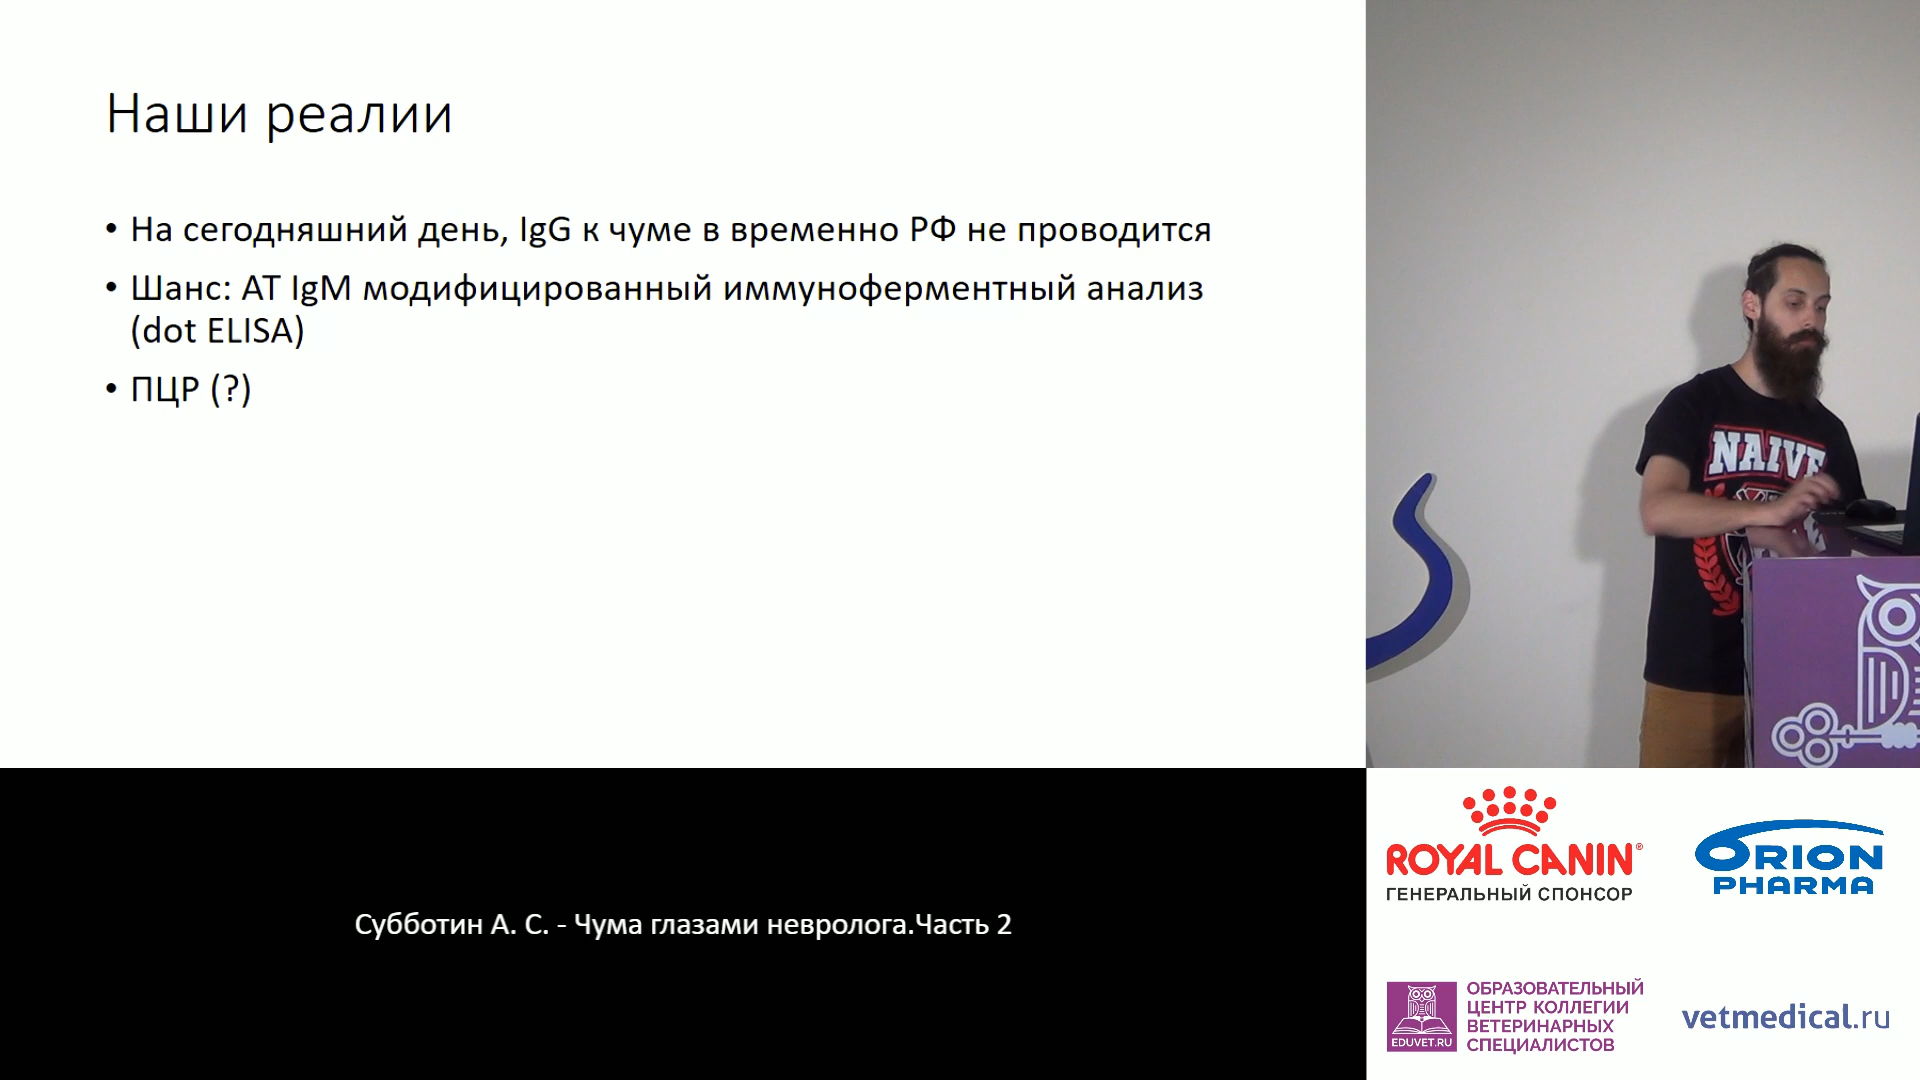 Наши реалии
• На сегодняшний день, IgG к чуме в временно РФ не проводится
• Шанс: АТ IgM модифицированный иммуноферментный анализ
(dot ELISA)
• ПЦР (?)
NAIVE
Субботин А. С. - Чума глазами невролога.Часть 2
ROYAL CANIN®
ГЕНЕРАЛЬНЫЙ СПОНСОР
ORION
PHARMA
EDUVET.RU
ОБРАЗОВАТЕЛЬНЫЙ
ЦЕНТР КОЛЛЕГИИ
ВЕТЕРИНАРНЫХ
СПЕЦИАЛИСТОВ
vetmedical.ru